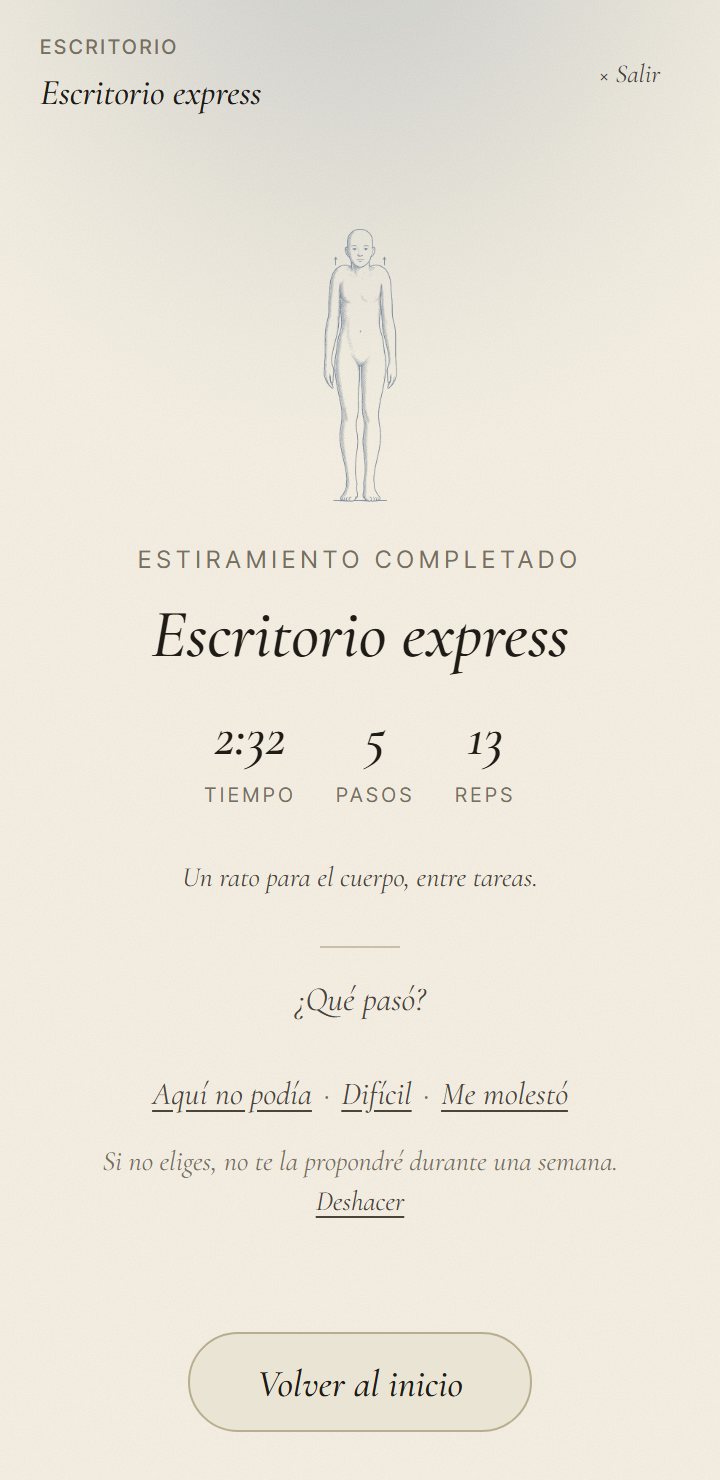 ESCRITORIO
Escritorio express
× Salir
ESTIRAMIENTO COMPLETADO
Escritorio express
2:32 5 13
TIEMPO PASOS REPS
Un rato para el cuerpo, entre tareas.
¿Qué pasó?
Aquí no podía · Difícil · Me molestó
Si no eliges, no te la propondré durante una semana.
Deshacer
Volver al inicio